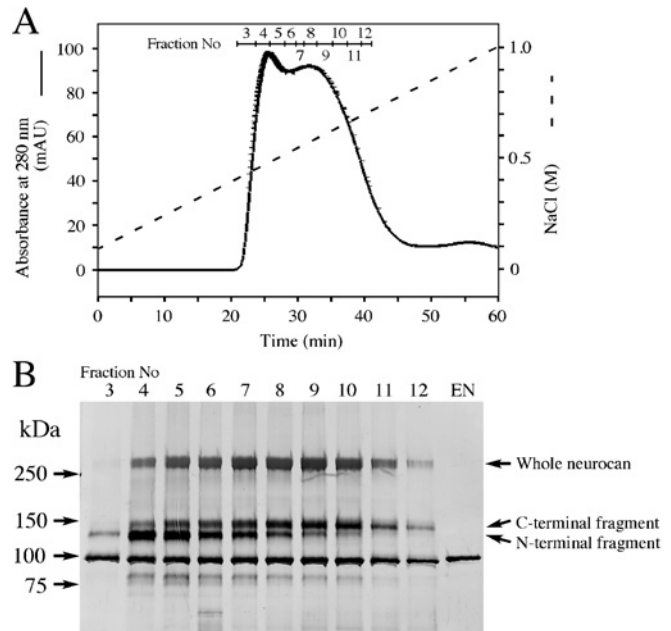 A
Fraction No
3 4 5 6 8 10 12
7 9 11
Absorbance at 280 nm (mAU)
100
80
60
40
20
0
1.0
0.5
0
NaCl (M)
0 10 20 30 40 50 60
Time (min)
B
Fraction No
3 4 5 6 7 8 9 10 11 12 EN
kDa
250
150
100
75
Whole neurocan
C-terminal fragment
N-terminal fragment